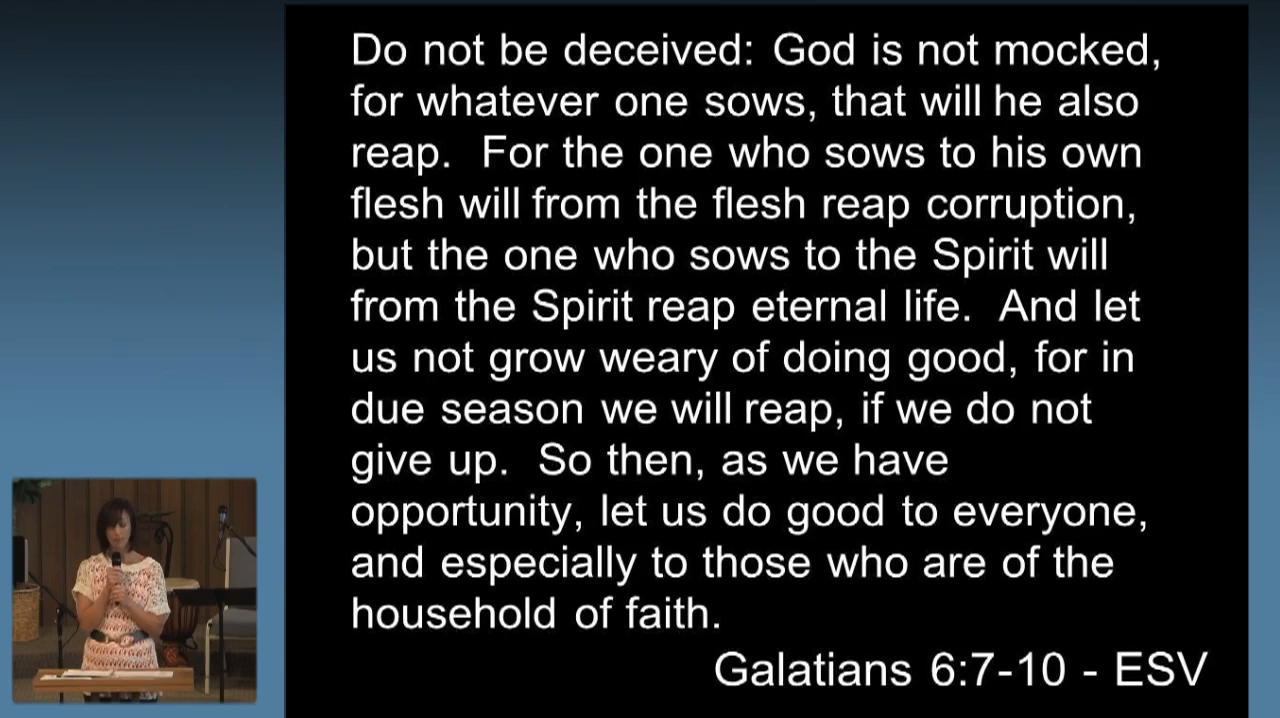 Do not be deceived: God is not mocked,
for whatever one sows, that will he also
reap. For the one who sows to his own
flesh will from the flesh reap corruption,
but the one who sows to the Spirit will
from the Spirit reap eternal life. And let
us not grow weary of doing good, for in
due season we will reap, if we do not
give up. So then, as we have
opportunity, let us do good to everyone,
and especially to those who are of the
household of faith.
Galatians 6:7-10 - ESV